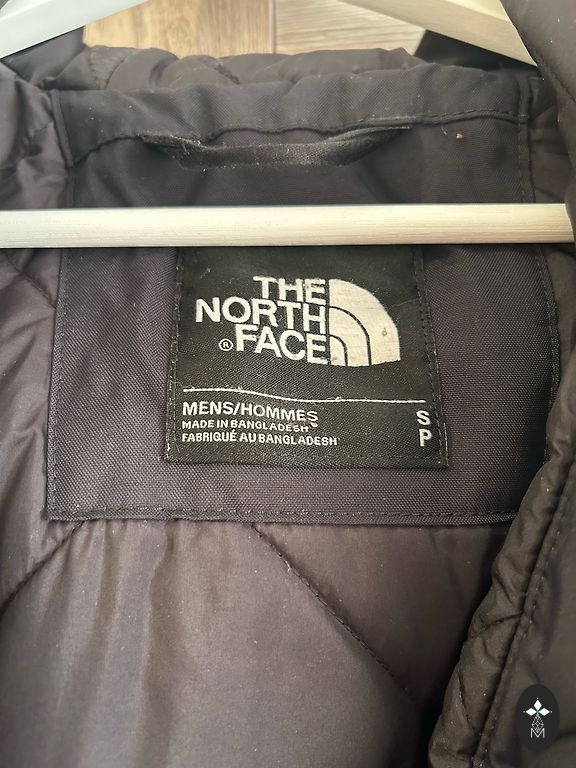 THE
NORTH
® FACE
MENS/HOMMES
MADE IN BANGLADESH
FABRIQUÉ AU BANGLADESH
S
P
M